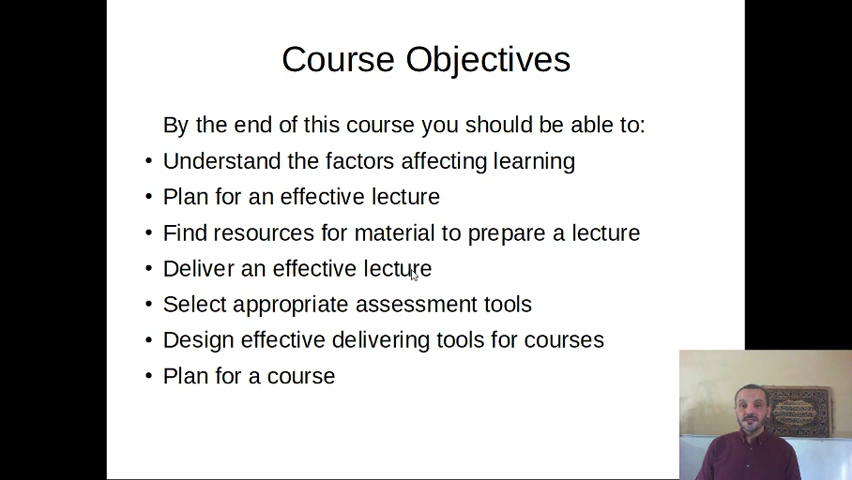 Course Objectives
By the end of this course you should be able to:
• Understand the factors affecting learning
• Plan for an effective lecture
• Find resources for material to prepare a lecture
• Deliver an effective lecture
• Select appropriate assessment tools
• Design effective delivering tools for courses
• Plan for a course